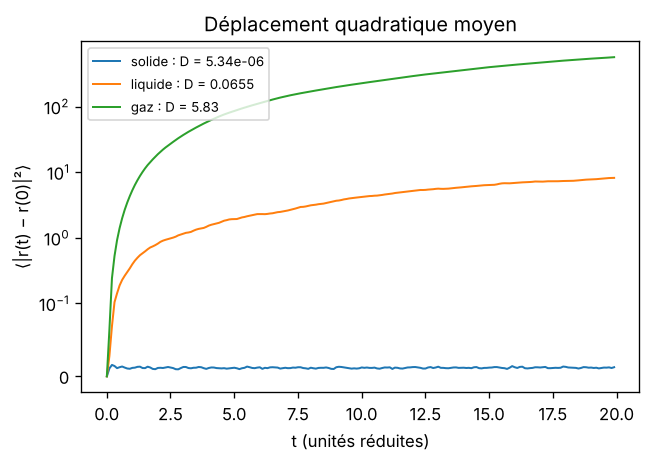 Déplacement quadratique moyen
solide : D = 5.34e-06
liquide : D = 0.0655
gaz : D = 5.83
⟨|r(t) − r(0)|²⟩
10²
10¹
10⁰
10⁻¹
0
0.0 2.5 5.0 7.5 10.0 12.5 15.0 17.5 20.0
t (unités réduites)